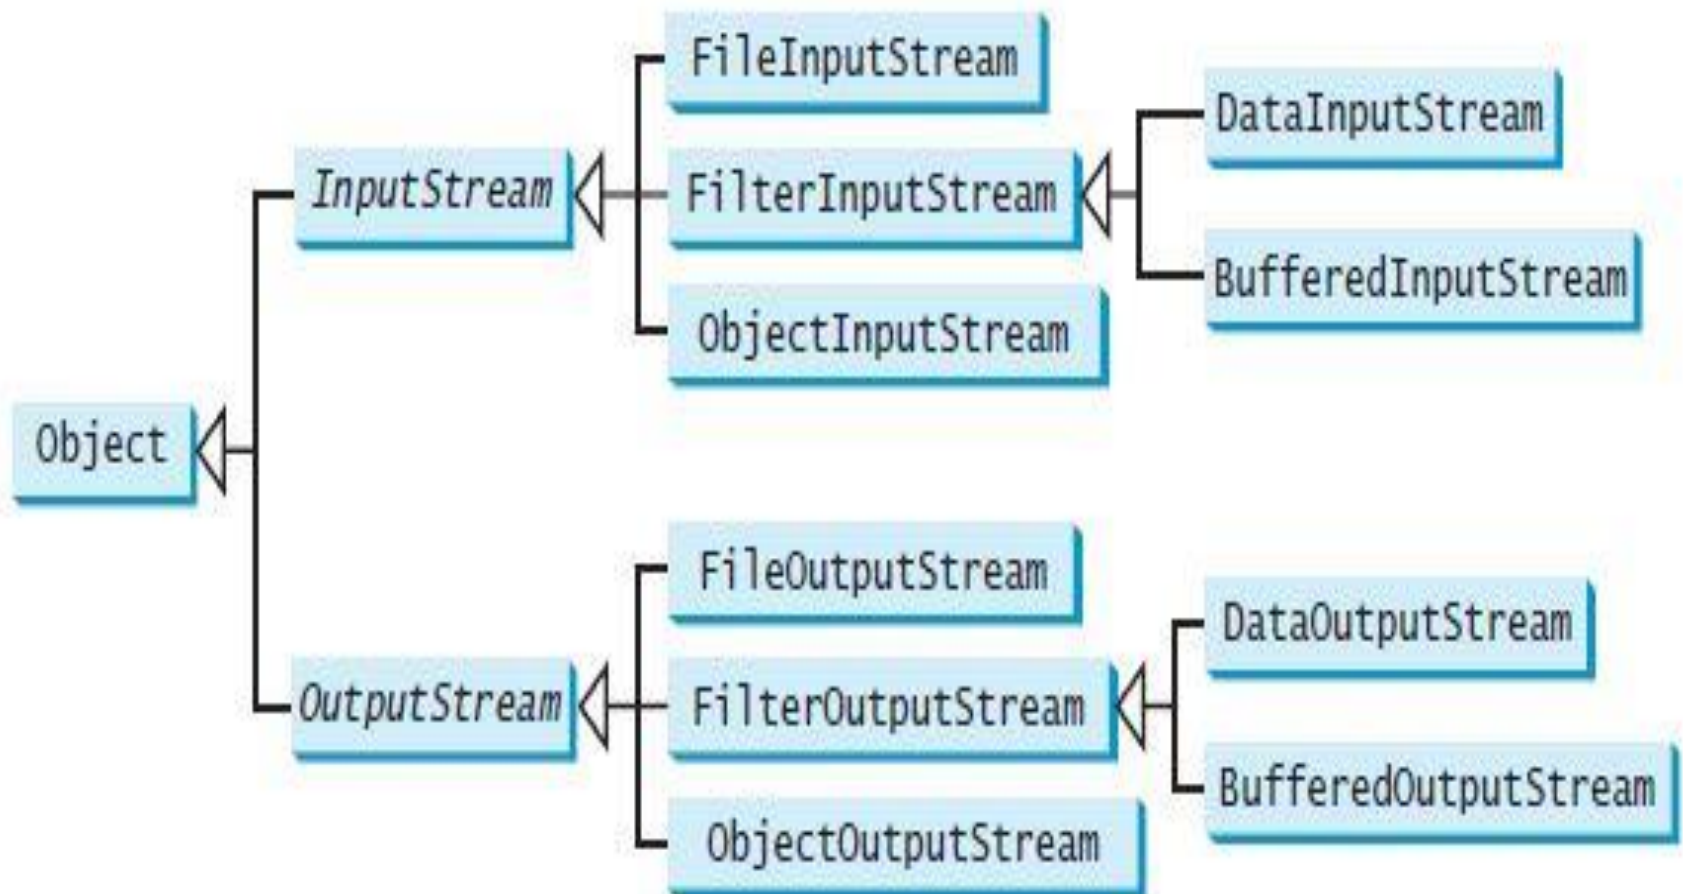 FileInputStream
DataInputStream
InputStream
FilterInputStream
BufferedInputStream
ObjectInputStream
Object
FileOutputStream
DataOutputStream
OutputStream
FilterOutputStream
BufferedOutputStream
ObjectOutputStream